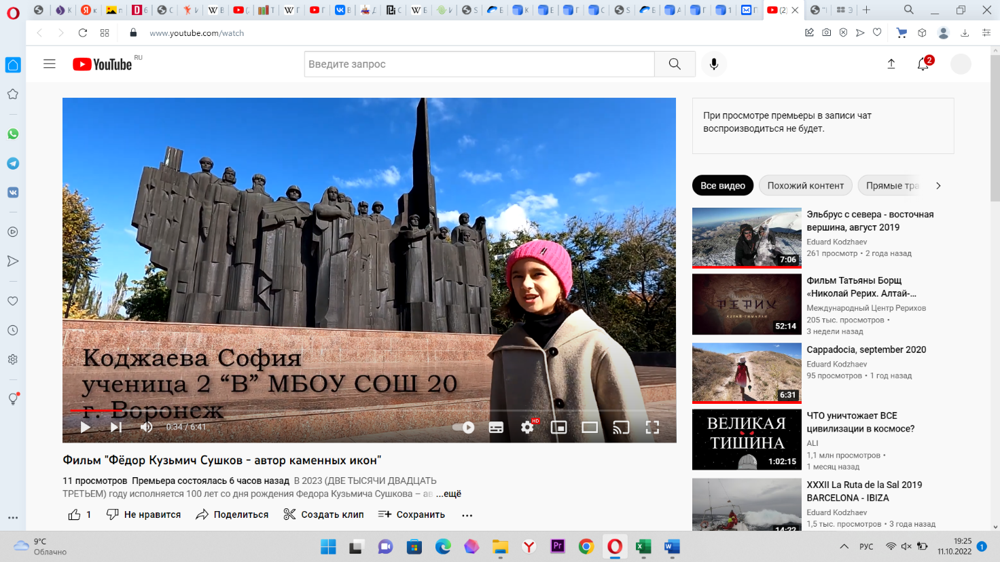 www.youtube.com/watch
YouTube RU
Введите запрос
2
При просмотре премьеры в записи чат
воспроизводиться не будет.
Все видео
Похожий контент
Прямые тра
Коджаева София
ученица 2 “В” МБОУ СОШ 20
г. Воронеж
0:34 / 6:41
HD
Фильм "Фёдор Кузьмич Сушков - автор каменных икон"
11 просмотров Премьера состоялась 6 часов назад В 2023 (ДВЕ ТЫСЯЧИ ДВАДЦАТЬ
ТРЕТЬЕМ) году исполняется 100 лет со дня рождения Федора Кузьмича Сушкова – ав ...ещё
1
Не нравится
Поделиться
Создать клип
Сохранить
7:06
Эльбрус с севера - восточная
вершина, август 2019
Eduard Kodzhaev
261 просмотр • 2 года назад
РЕРИХ
АЛТАЙ-ГИМАЛАИ
52:14
Фильм Татьяны Борщ
«Николай Рерих. Алтай-...
Международный Центр Рерихов
205 тыс. просмотров •
3 недели назад
6:31
Cappadocia, september 2020
Eduard Kodzhaev
95 просмотров • 1 год назад
ВЕЛИКАЯ
ТИШИНА
1:02:15
ЧТО уничтожает ВСЕ
цивилизации в космосе?
ALI
1,1 млн просмотров •
1 месяц назад
14:22
XXXII La Ruta de la Sal 2019
BARCELONA - IBIZA
Eduard Kodzhaev
1,5 тыс. просмотров • 3 года назад
9°C
Облачно
Pr
РУС
19:25
11.10.2022
1